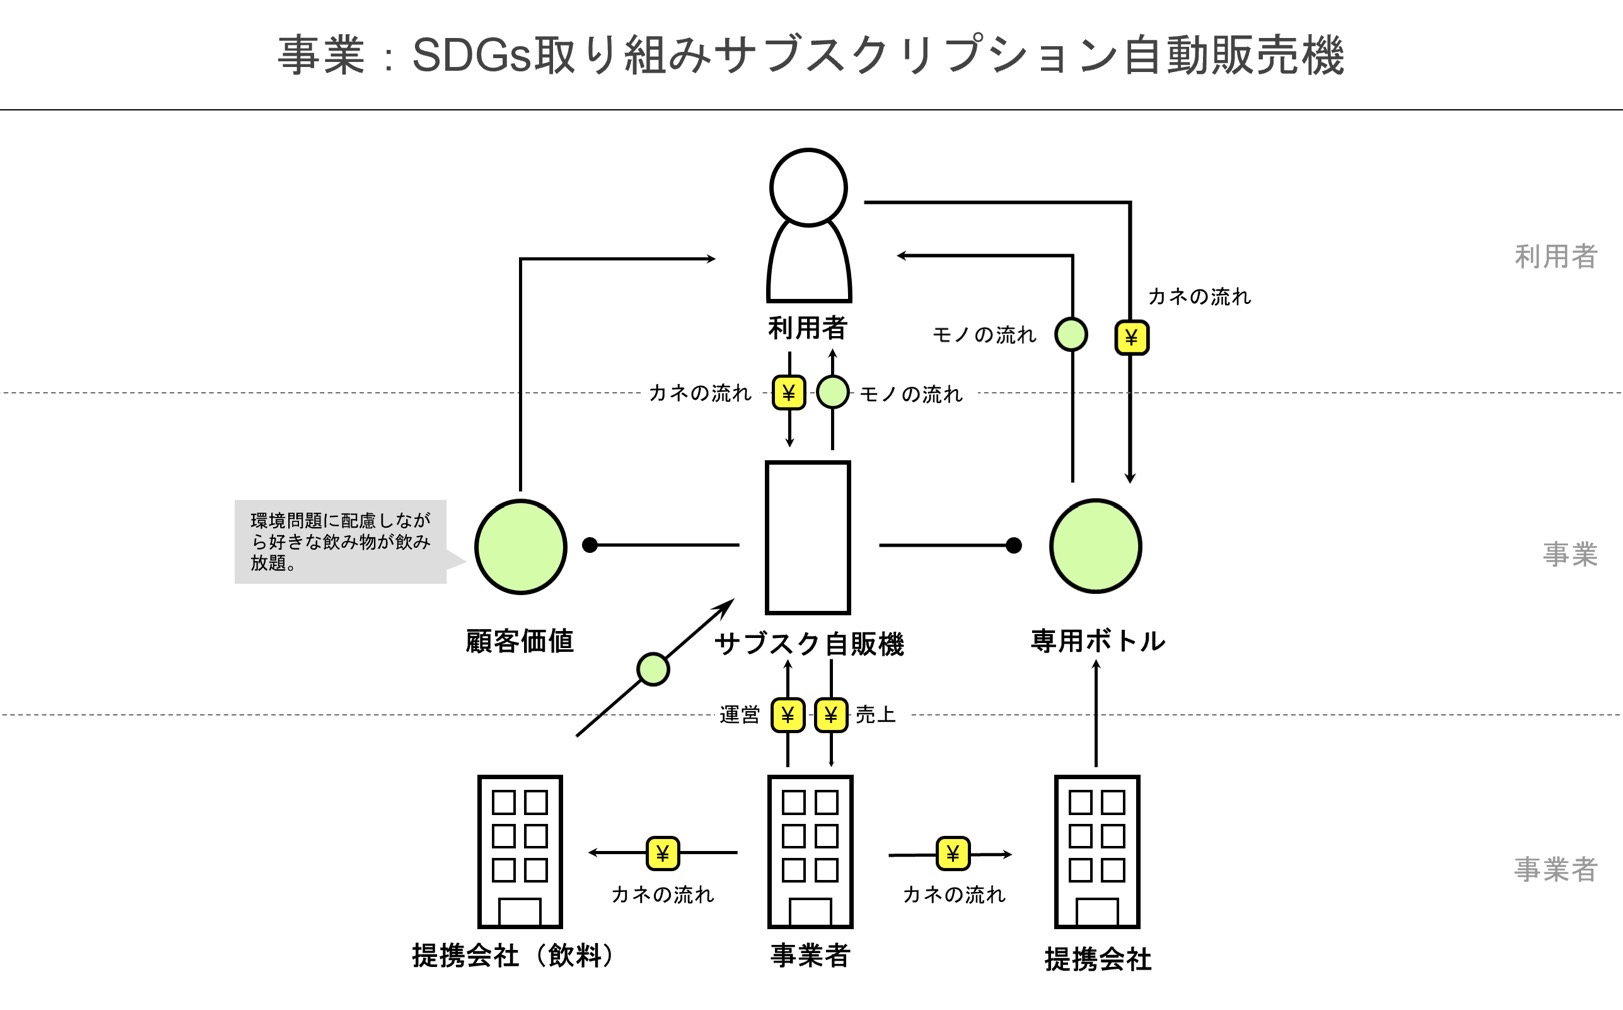 事業：SDGs取り組みサブスクリプション自動販売機
利用者
カネの流れ
モノの流れ
¥
利用者
カネの流れ
¥
モノの流れ
環境問題に配慮しなが
ら好きな飲み物が飲み
放題。
事業
顧客価値
サブスク自販機
専用ボトル
運営
¥
¥
売上
¥
¥
事業者
カネの流れ
カネの流れ
提携会社（飲料）
事業者
提携会社